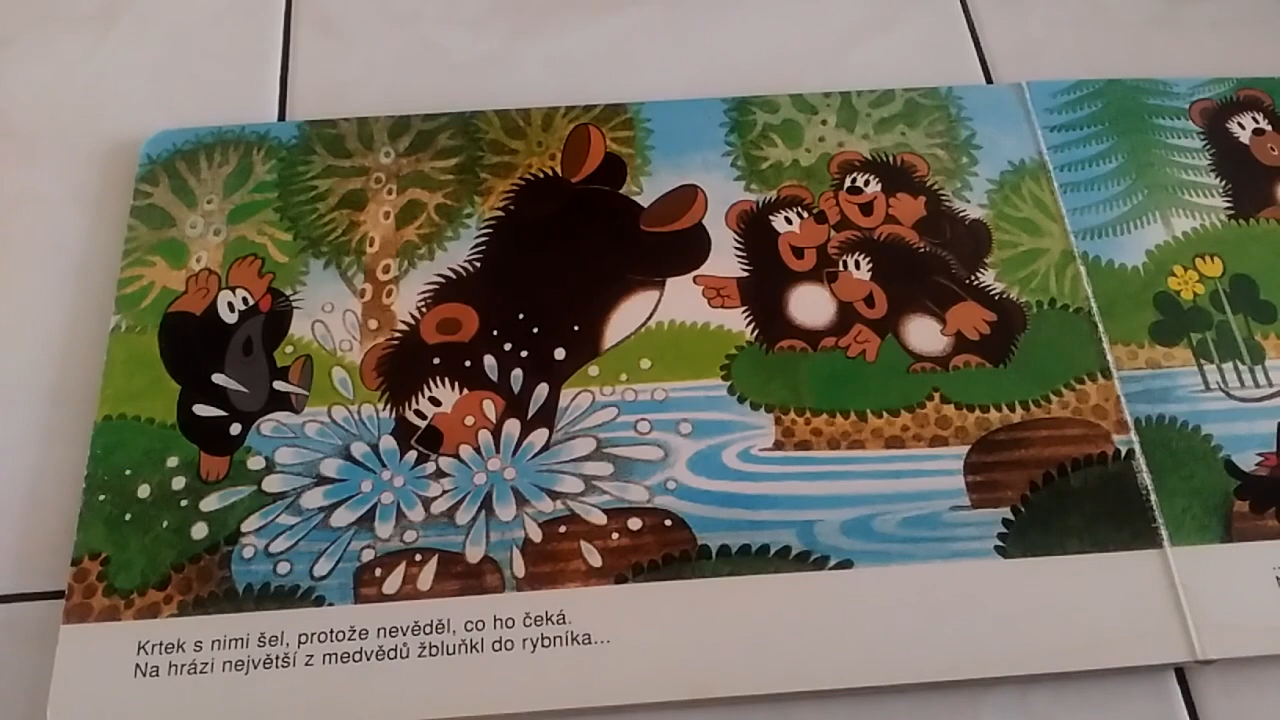 Krtek s nimi šel, protože nevěděl, co ho čeká.
Na hrázi největší z medvědů žbluňkl do rybníka...